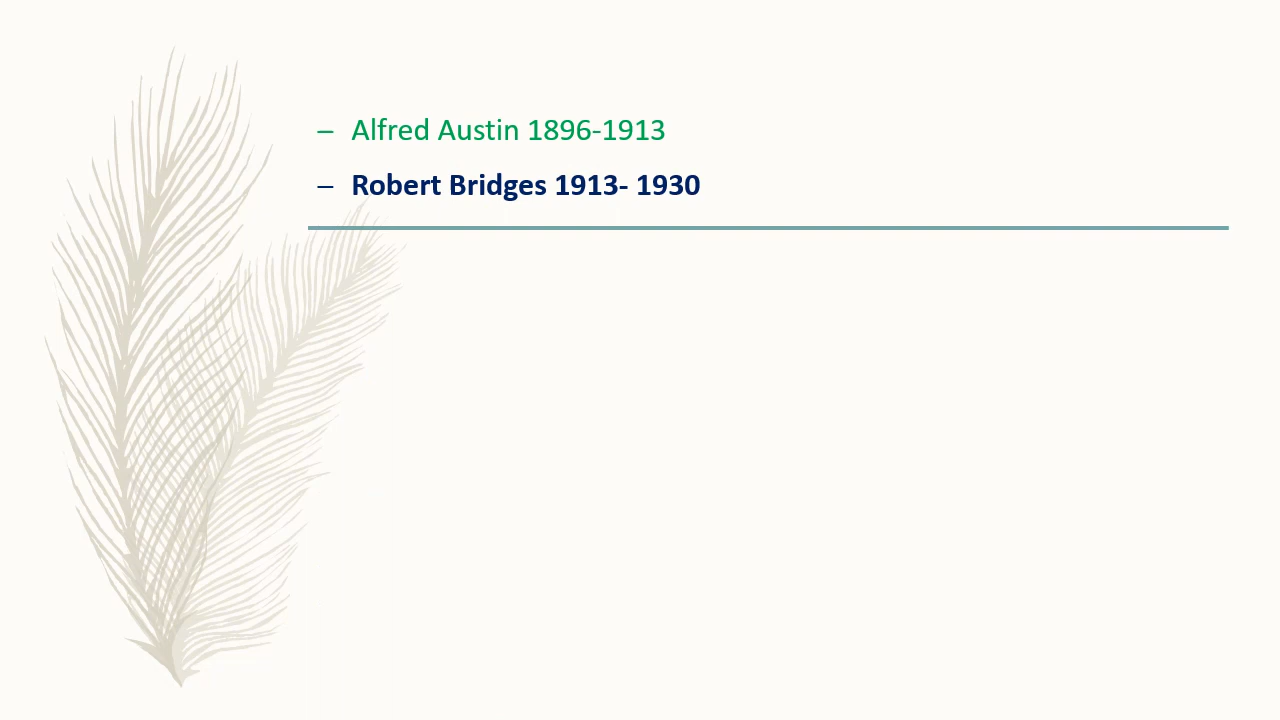 – Alfred Austin 1896-1913
– Robert Bridges 1913- 1930